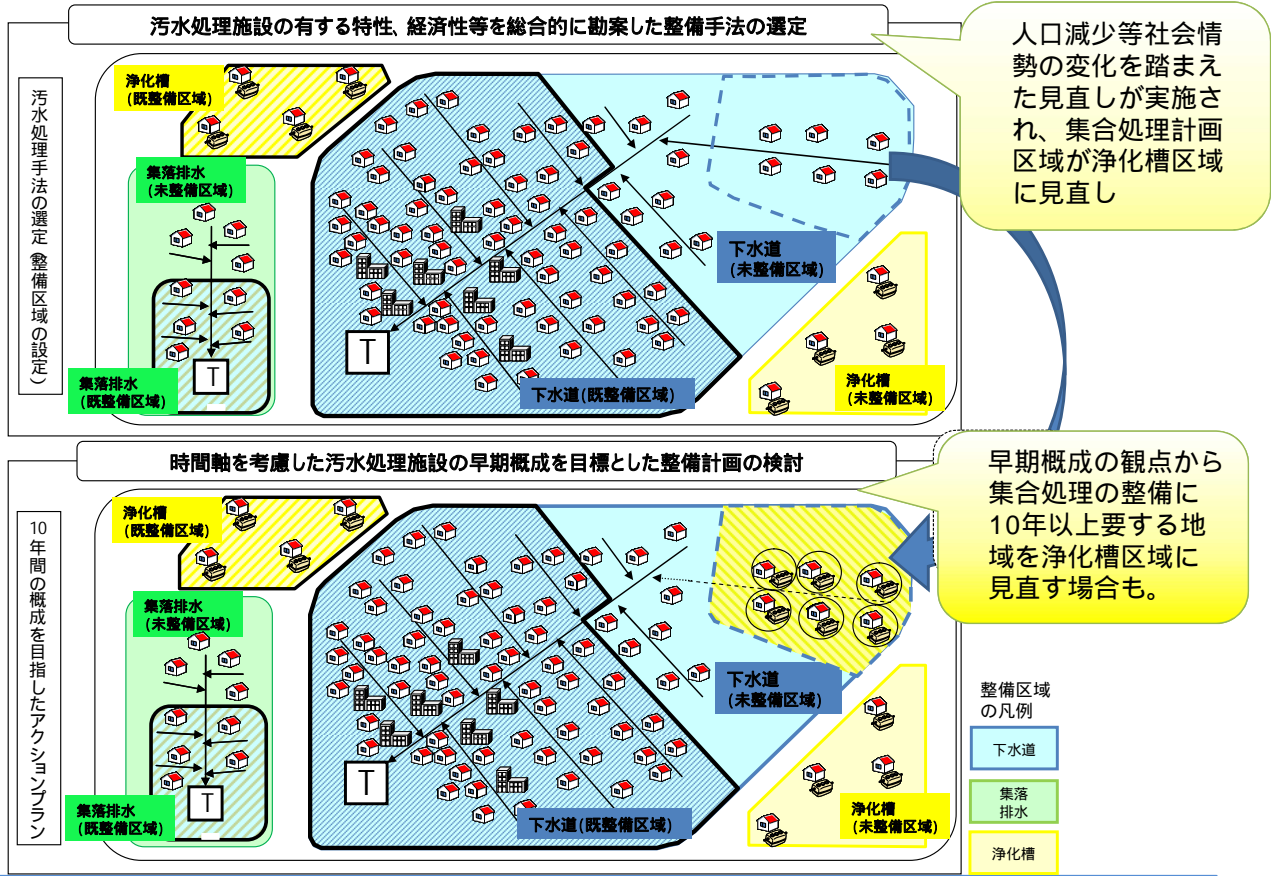 汚水処理施設の有する特性、経済性等を総合的に勘案した整備手法の選定
汚水処理手法の選定（整備区域の設定）
浄化槽
(既整備区域)
集落排水
(未整備区域)
T
集落排水
(既整備区域)
T
下水道(既整備区域)
下水道
(未整備区域)
浄化槽
(未整備区域)
人口減少等社会情
勢の変化を踏まえ
た見直しが実施さ
れ、集合処理計画
区域が浄化槽区域
に見直し
時間軸を考慮した汚水処理施設の早期概成を目標とした整備計画の検討
10年間の概成を目指したアクションプラン
浄化槽
(既整備区域)
集落排水
(未整備区域)
T
集落排水
(既整備区域)
T
下水道(既整備区域)
下水道
(未整備区域)
浄化槽
(未整備区域)
早期概成の観点から
集合処理の整備に
10年以上要する地
域を浄化槽区域に
見直す場合も。
整備区域
の凡例
下水道
集落
排水
浄化槽